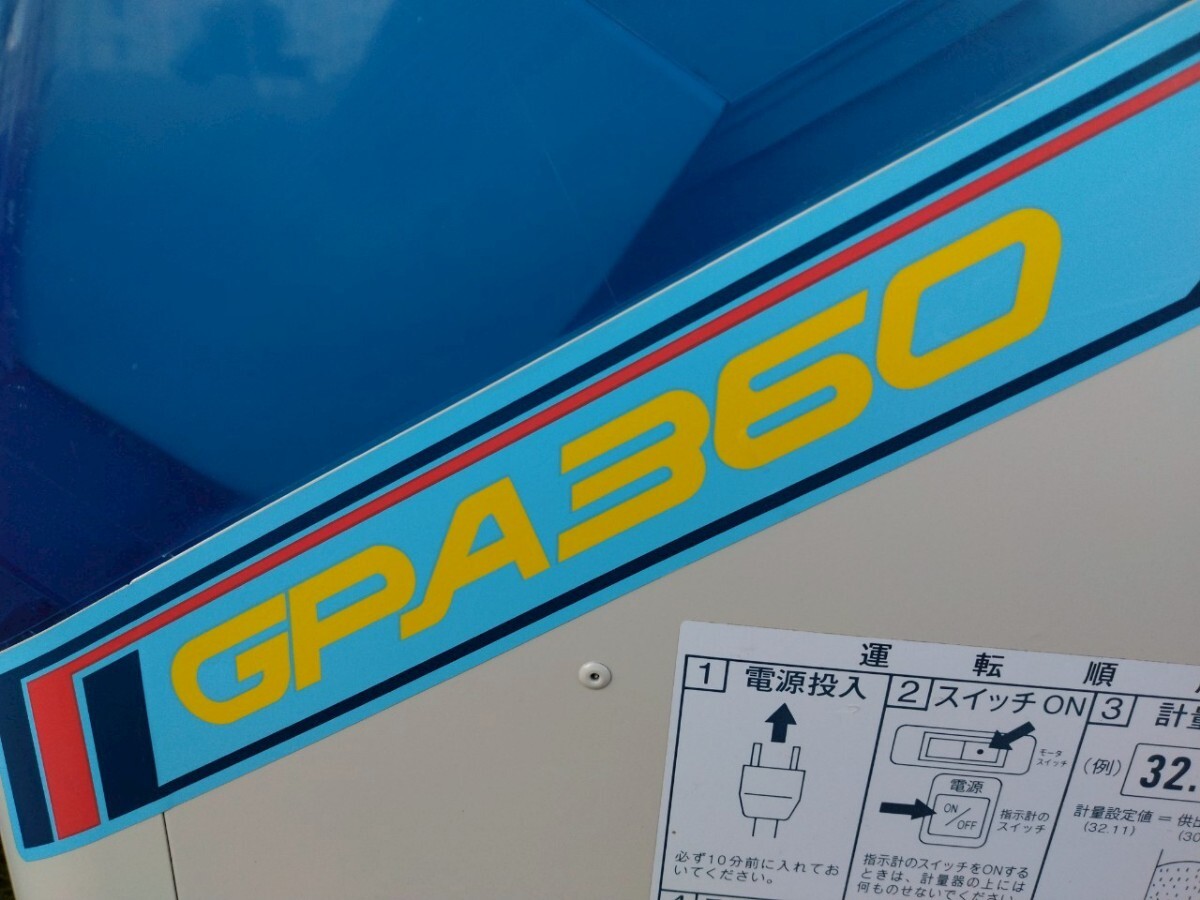 GPA360
運転順
1 電源投入
必ず10分前に入れてお
いてください。
2 スイッチON
モータ
スイッチ
電源
ON
OFF
指示計の
スイッチ
指示計のスイッチをONする
ときは、計量器の上には
何ものせないでください。
3 計量
(例) 32.
計量設定値 = 供出
(32.11) (30